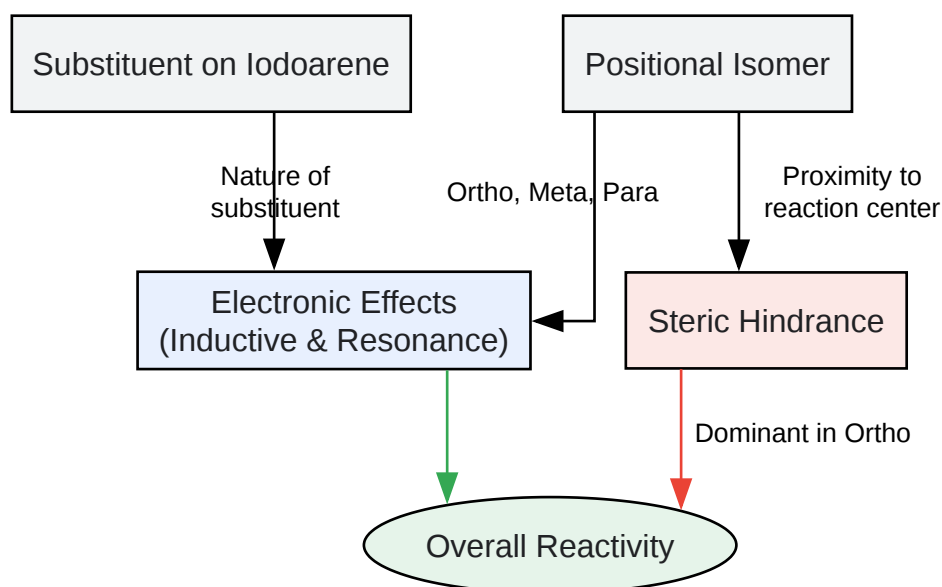 Substituent on Iodoarene
Positional Isomer
Nature of
substituent
Ortho, Meta, Para
Proximity to
reaction center
Electronic Effects
(Inductive & Resonance)
Steric Hindrance
Dominant in Ortho
Overall Reactivity